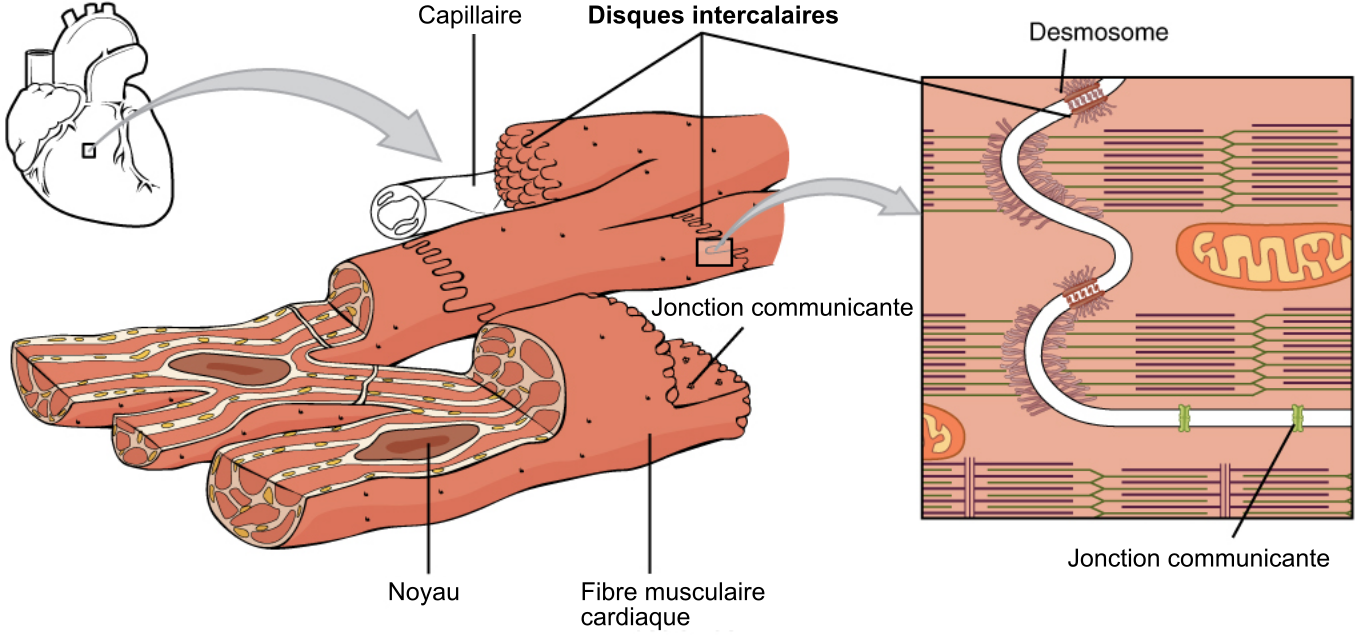 Capillaire
Disques intercalaires
Desmosome
Jonction communicante
Jonction communicante
Noyau
Fibre musculaire
cardiaque